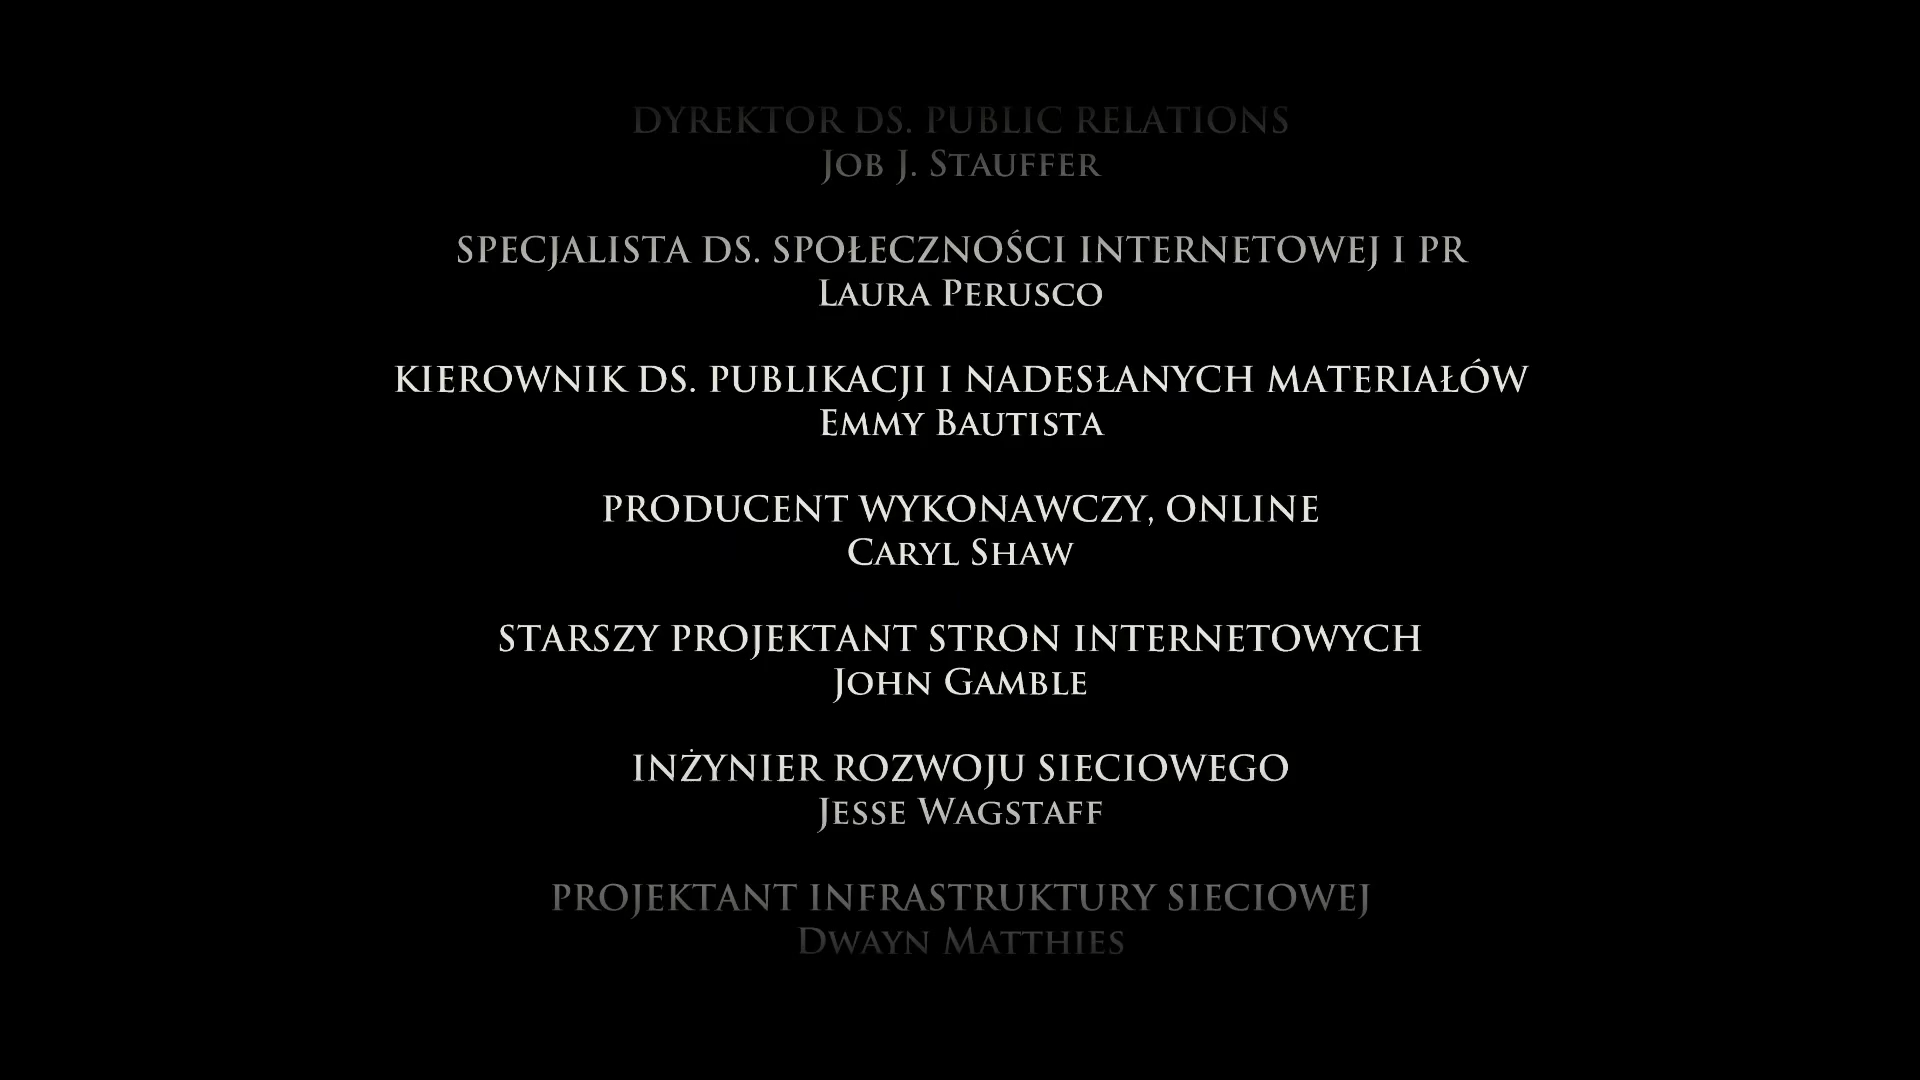 DYREKTOR DS. PUBLIC RELATIONS
Job J. Stauffer
SPECJALISTA DS. SPOŁECZNOŚCI INTERNETOWEJ I PR
Laura Perusco
KIEROWNIK DS. PUBLIKACJI I NADESŁANYCH MATERIAŁÓW
Emmy Bautista
PRODUCENT WYKONAWCZY, ONLINE
Caryl Shaw
STARSZY PROJEKTANT STRON INTERNETOWYCH
John Gamble
INŻYNIER ROZWOJU SIECIOWEGO
Jesse Wagstaff
PROJEKTANT INFRASTRUKTURY SIECIOWEJ
Dwayn Matthies